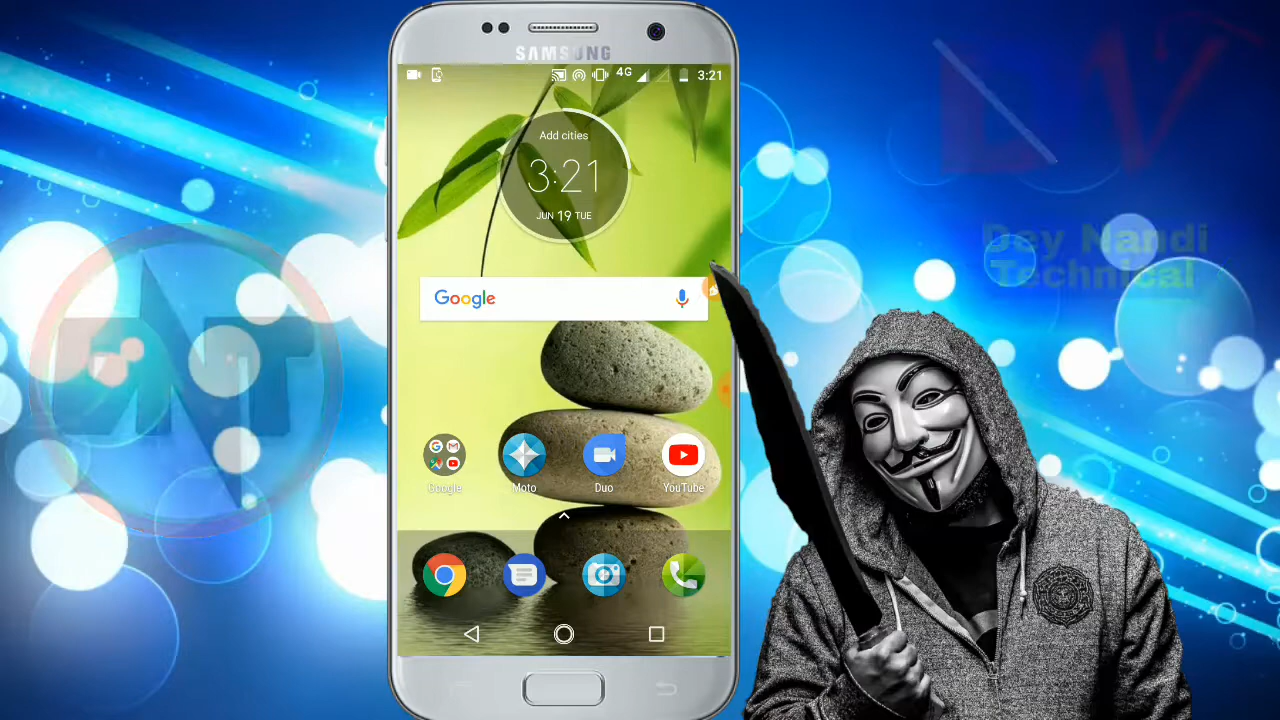 SAMSUNG
4G 3:21
Add cities
3:21
JUN 19 TUE
Google
Google Moto Duo YouTube
Dey Nandi
Technical
NT